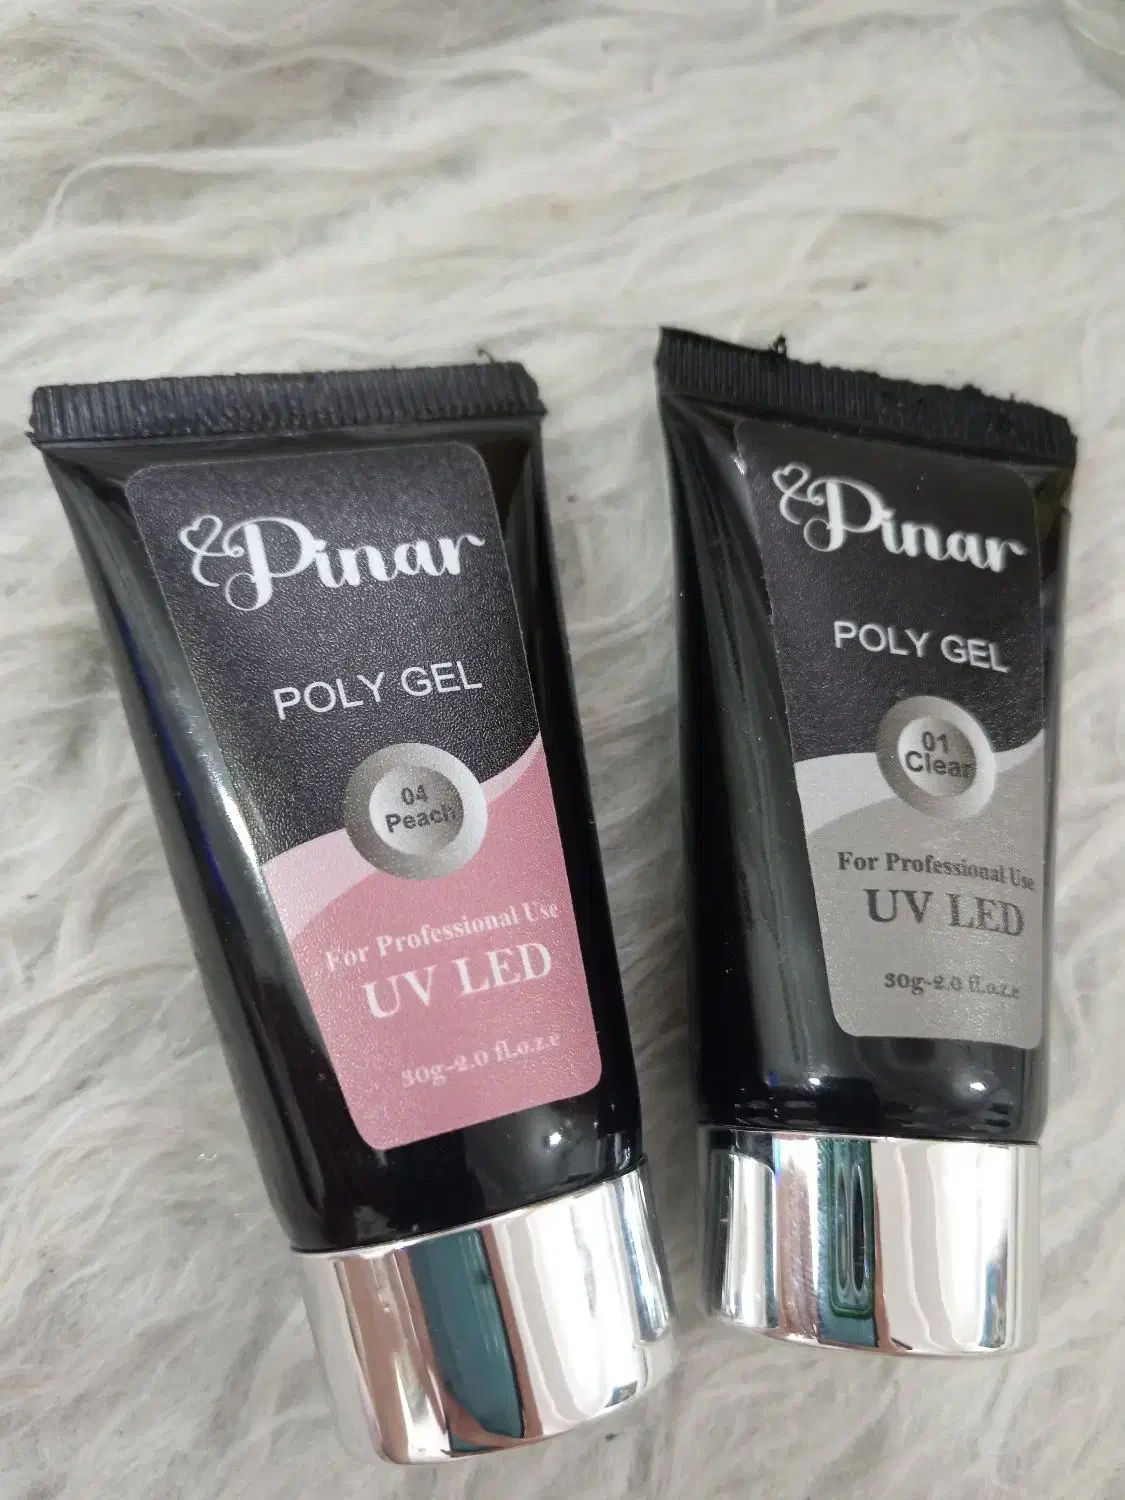 Pinar
POLY GEL
04
Peach
For Professional Use
UV LED
30g-2.0 fl.o.z.e
Pinar
POLY GEL
01
Clear
For Professional Use
UV LED
30g-2.0 fl.o.z.e